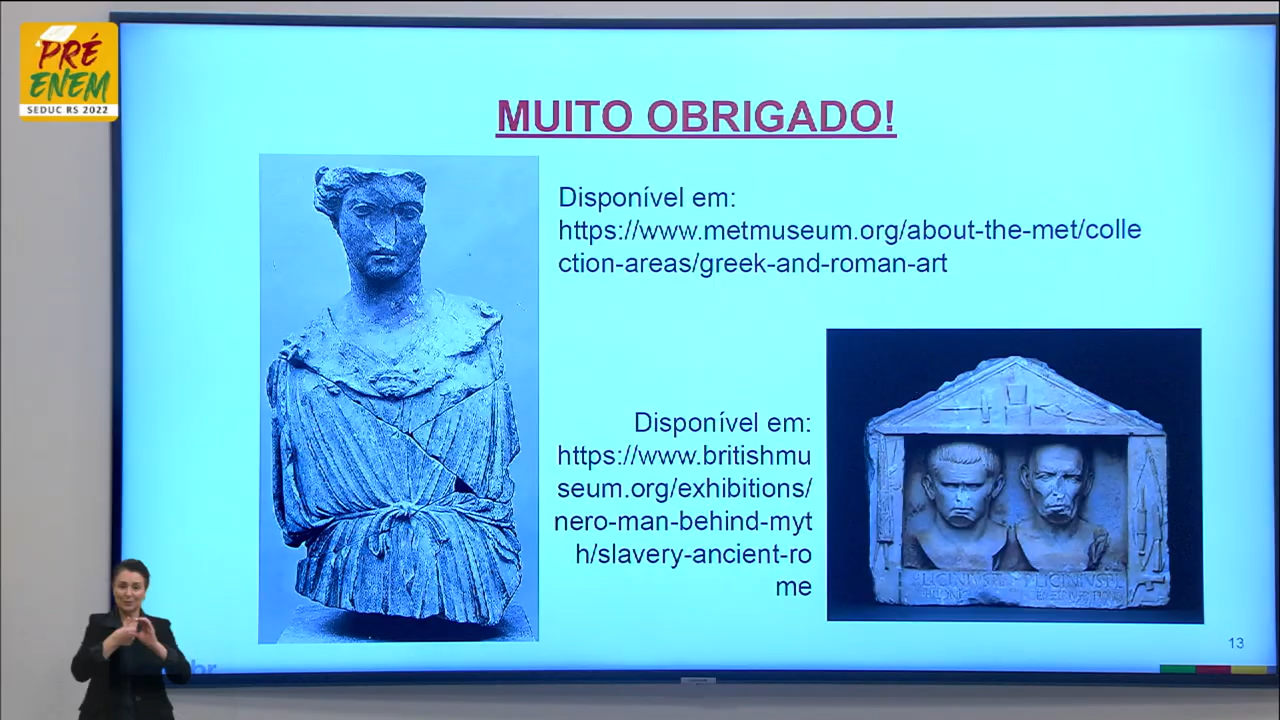 PRÉ
ENEM
SEDUC RS 2022
MUITO OBRIGADO!
Disponível em:
https://www.metmuseum.org/about-the-met/colle
ction-areas/greek-and-roman-art
Disponível em:
https://www.britishmu
seum.org/exhibitions/
nero-man-behind-myt
h/slavery-ancient-ro
me
13
br